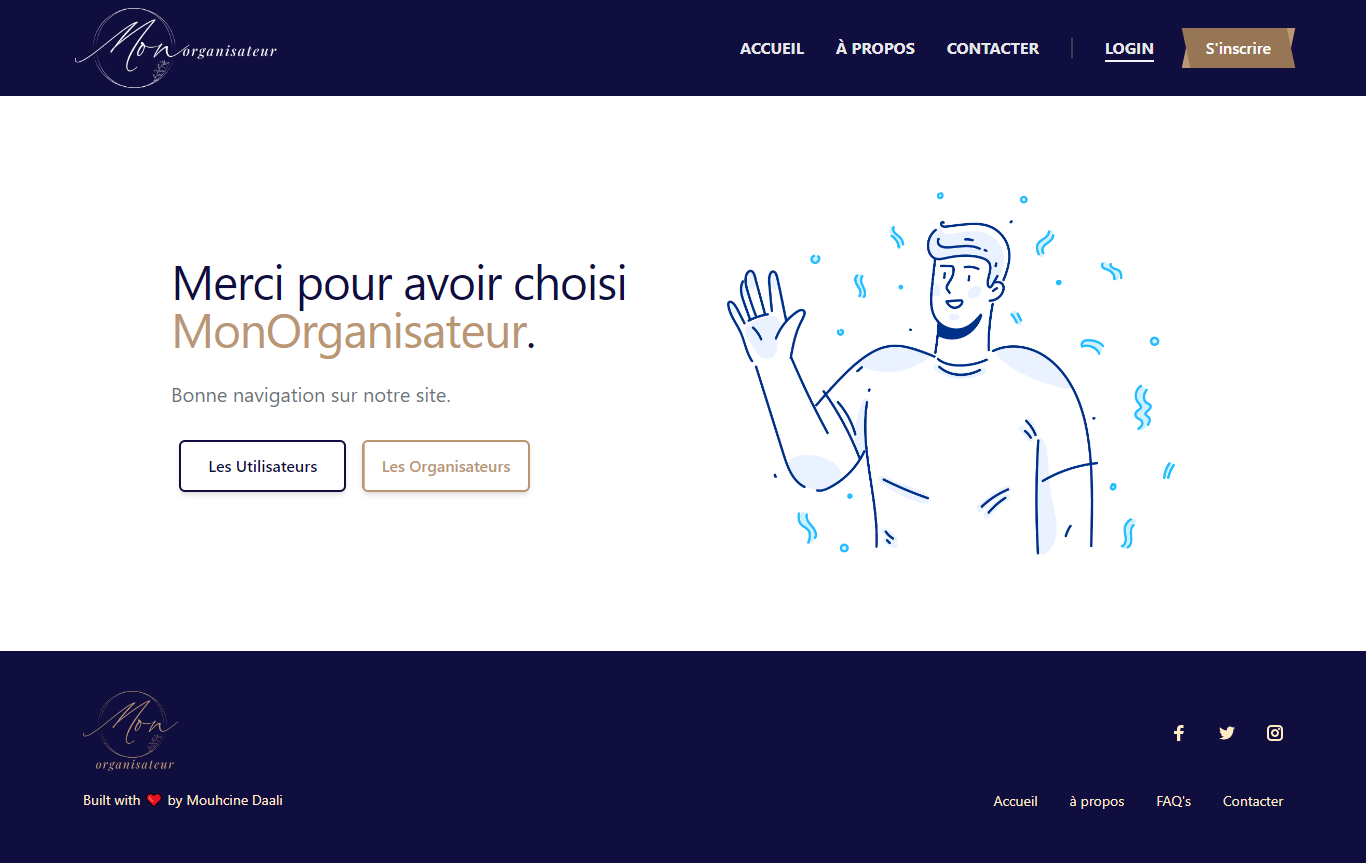 Mon organisateur
ACCUEIL À PROPOS CONTACTER LOGIN S'inscrire
Merci pour avoir choisi
MonOrganisateur.
Bonne navigation sur notre site.
Les Utilisateurs Les Organisateurs
Mon
organisateur
Built with ❤️ by Mouhcine Daali
Accueil à propos FAQ's Contacter